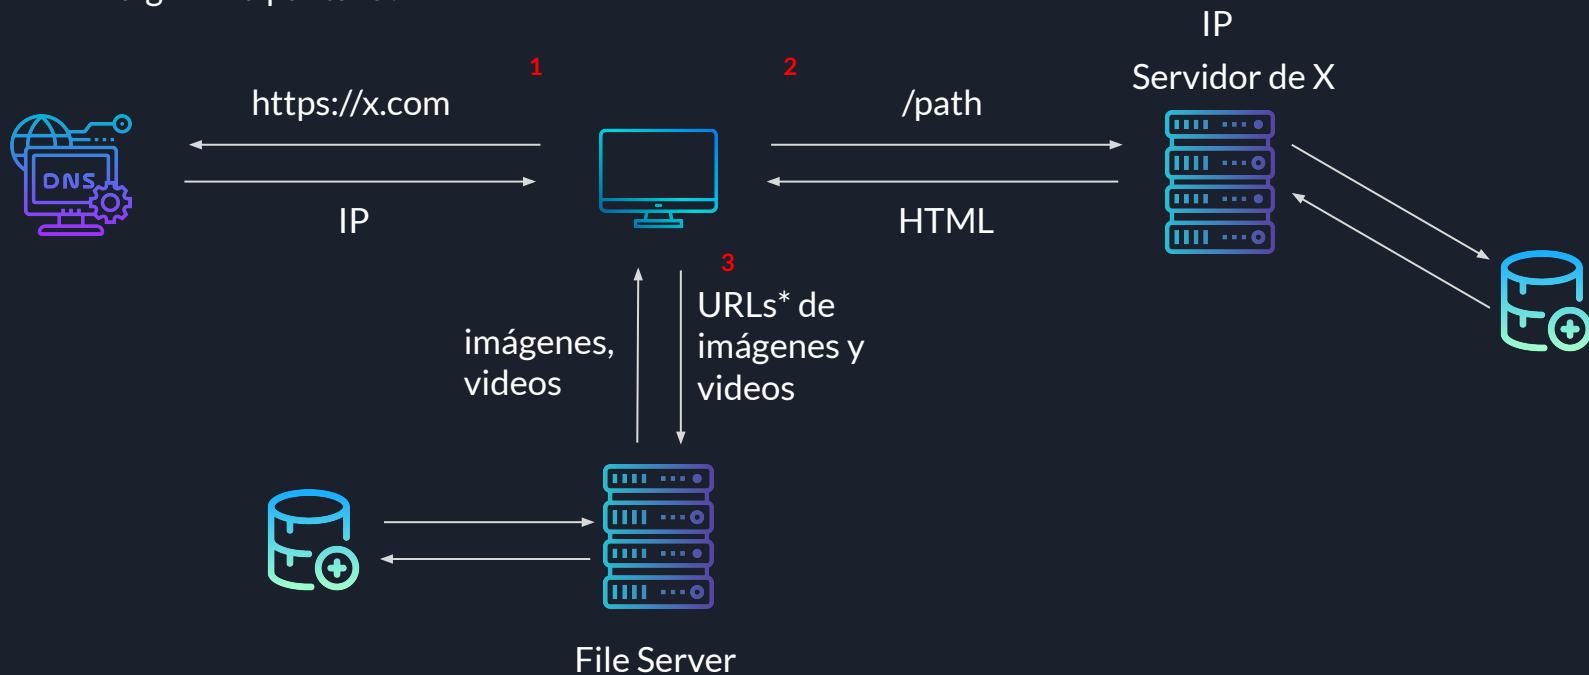 IP
Servidor de X
1
2
https://x.com
/path
DNS
IP
HTML
3
URLs* de
imágenes y
videos
imágenes,
videos
File Server